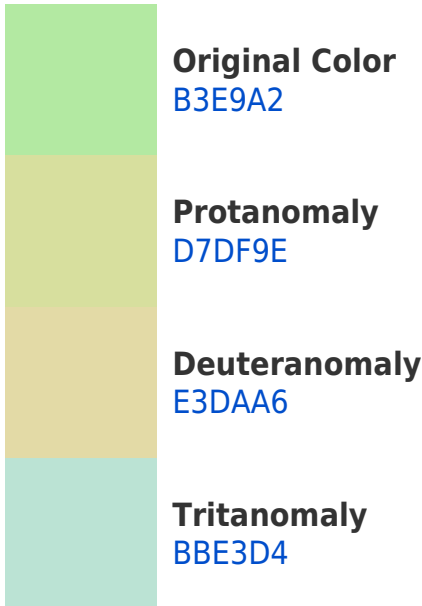 Original Color
B3E9A2
Protanomaly
D7DF9E
Deuteranomaly
E3DAA6
Tritanomaly
BBE3D4